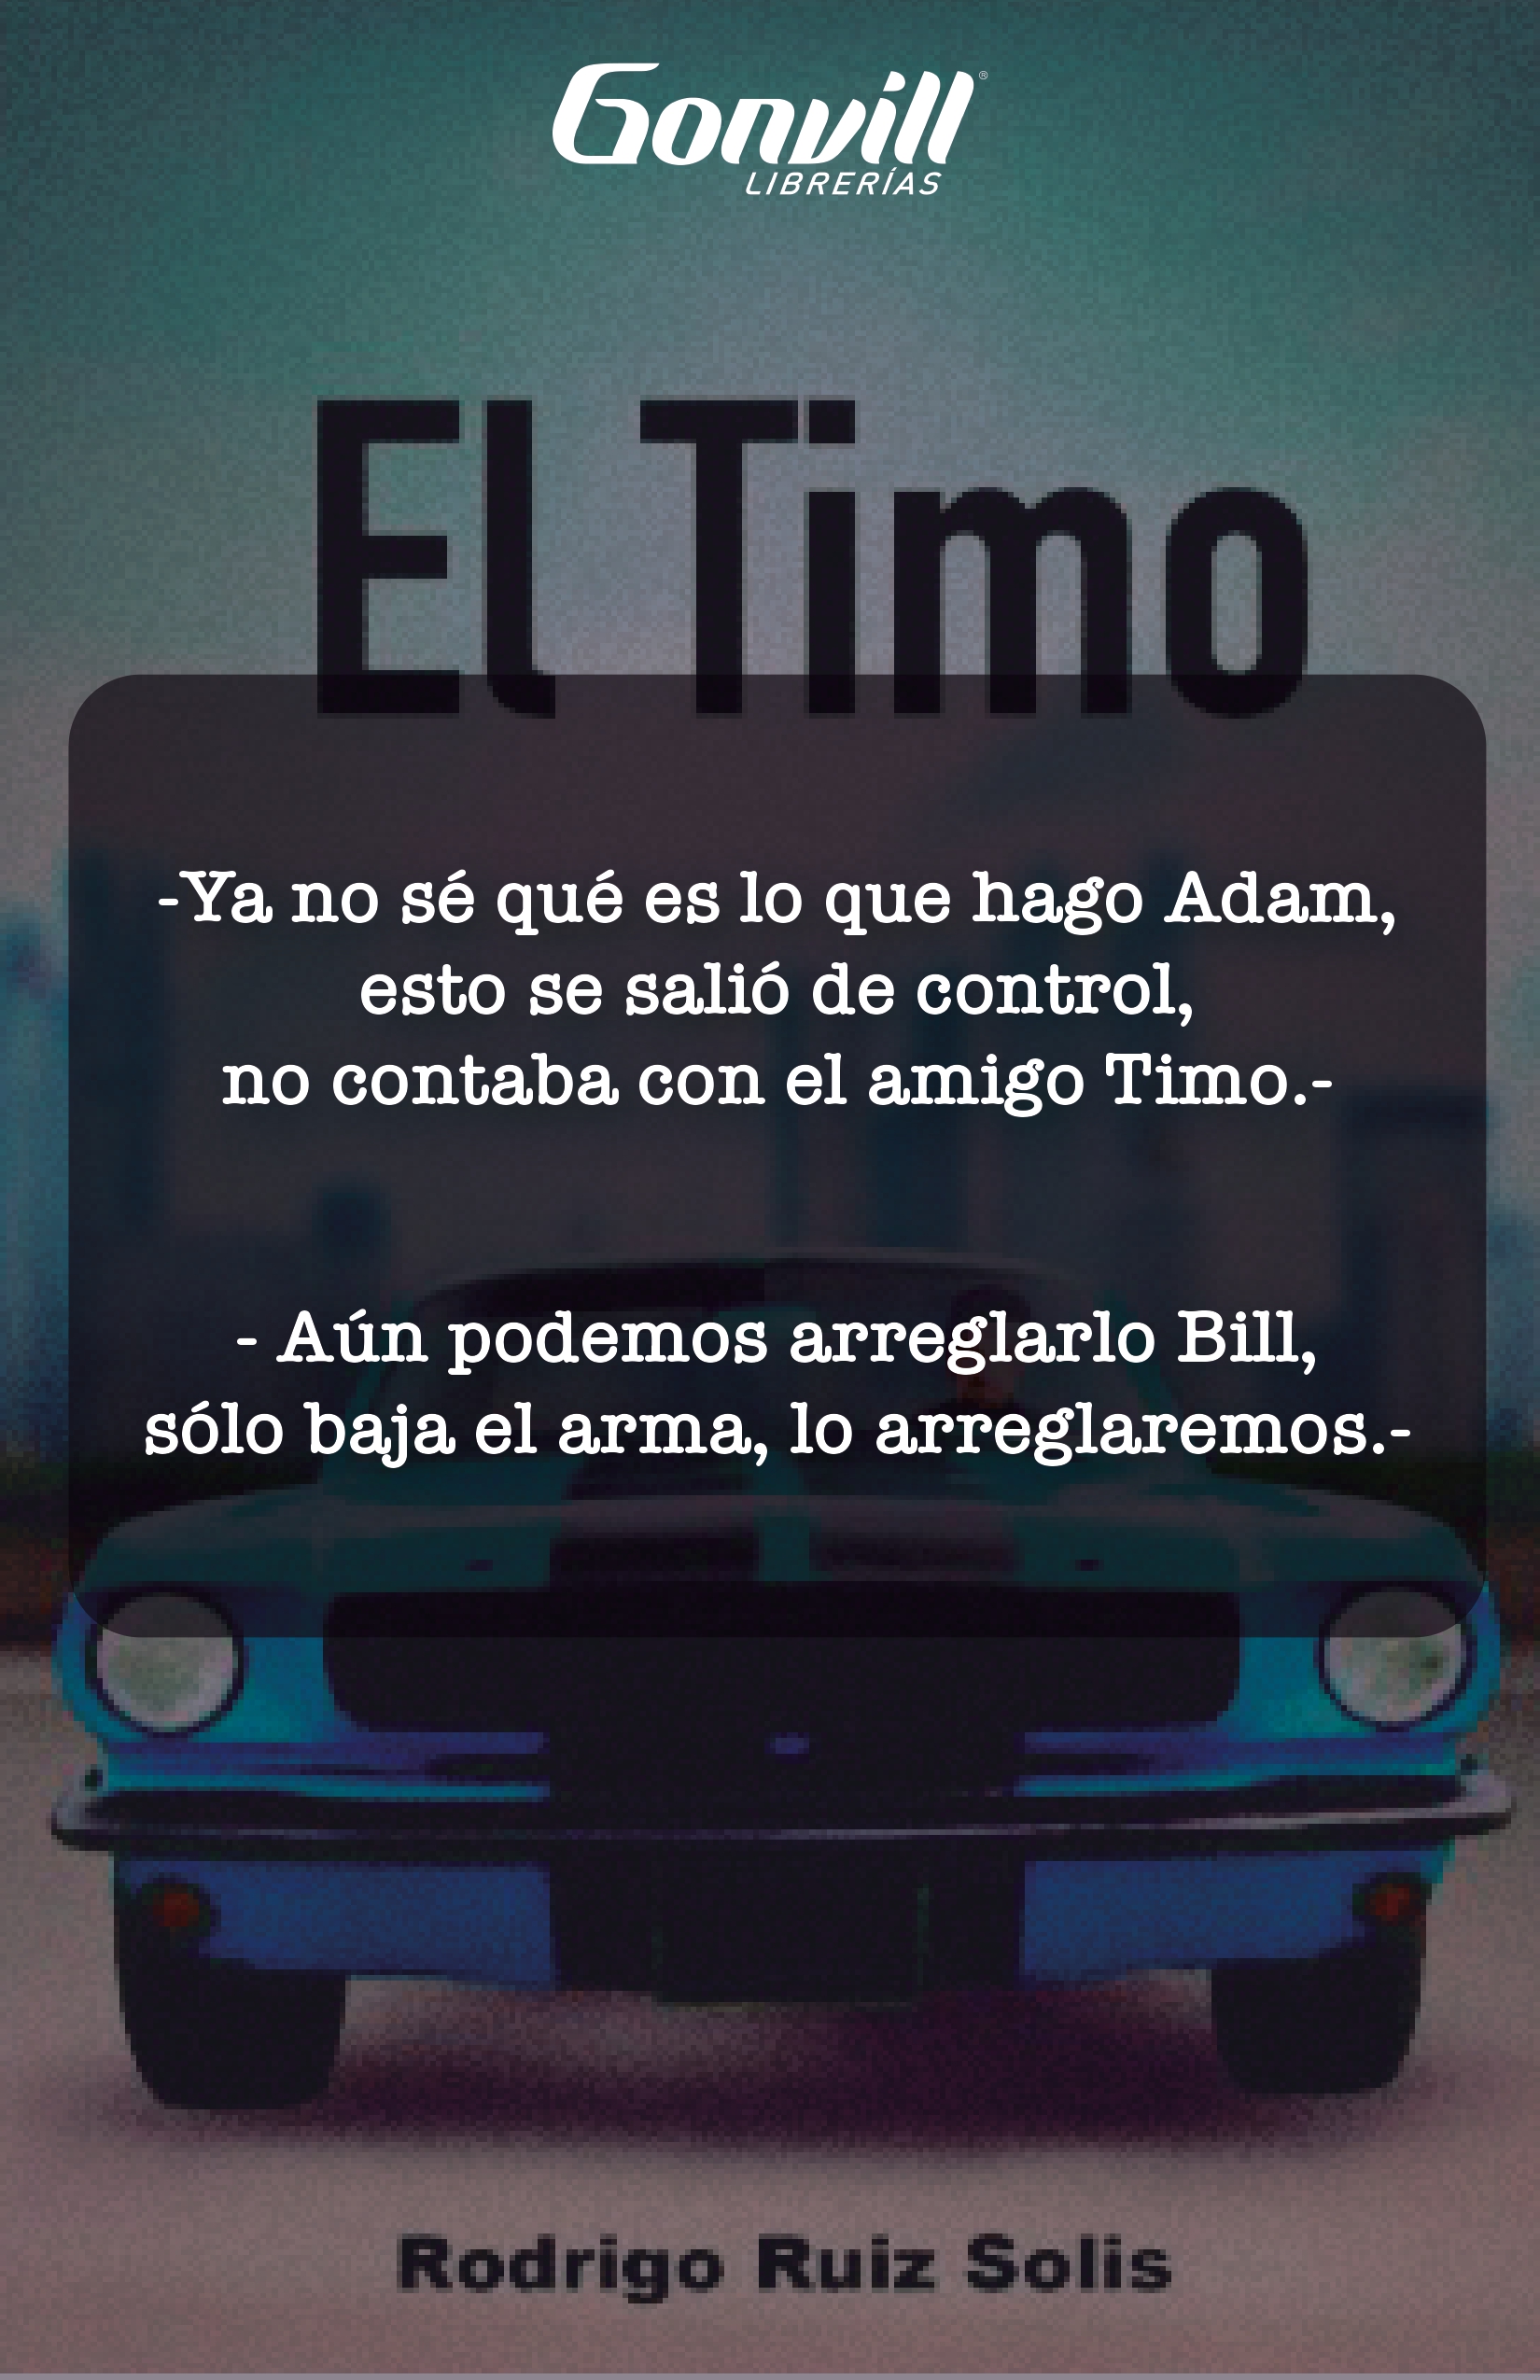 Gonvill®
LIBRERÍAS
El Timo
-Ya no sé qué es lo que hago Adam,
esto se salió de control,
no contaba con el amigo Timo.-
- Aún podemos arreglarlo Bill,
sólo baja el arma, lo arreglaremos.-
Rodrigo Ruiz Solis